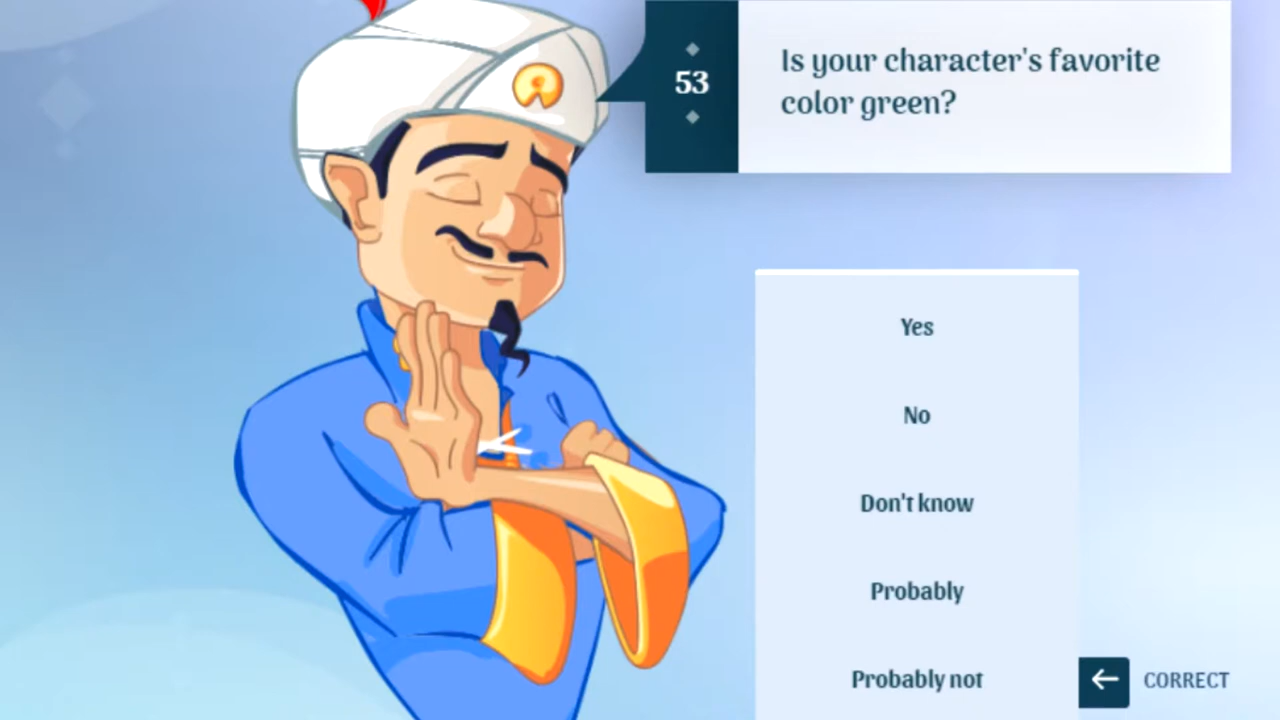 53
Is your character's favorite
color green?
Yes
No
Don't know
Probably
Probably not
CORRECT